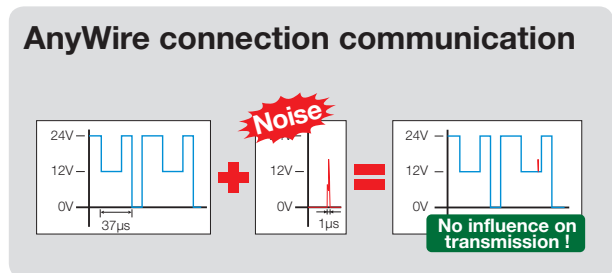 AnyWire connection communication
Noise
24V
12V
0V
37µs
12V
0V
1µs
24V
12V
0V
No influence on
transmission !